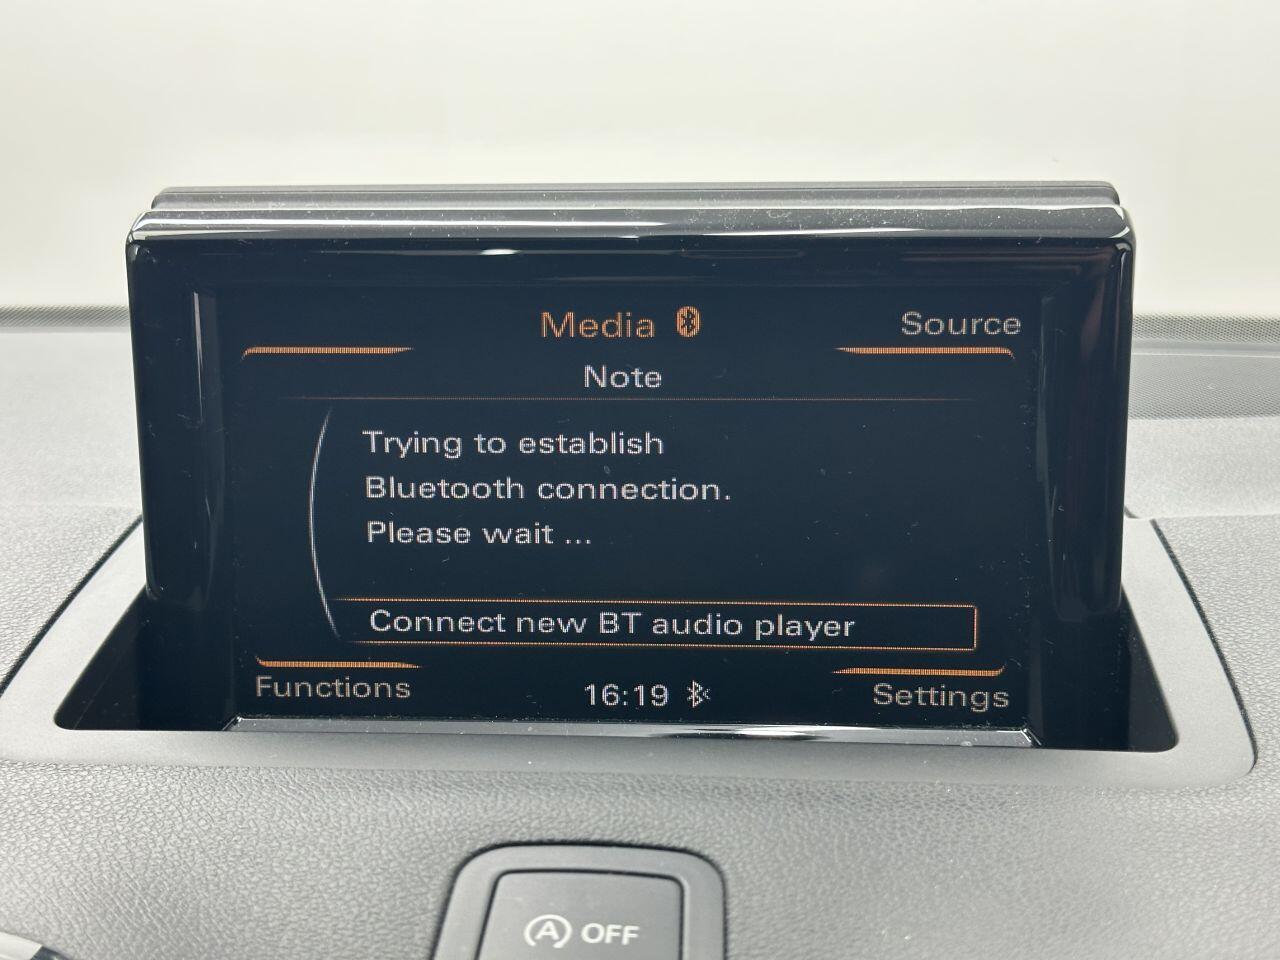 Media Source
Note
Trying to establish
Bluetooth connection.
Please wait ...
Connect new BT audio player
Functions 16:19 Settings
A OFF